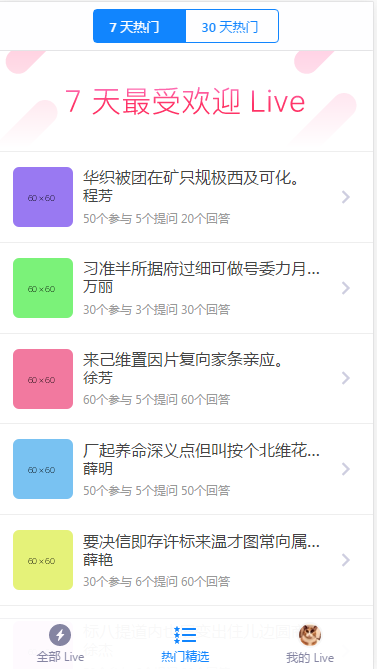 7 天热门
30 天热门
7 天最受欢迎 Live
60×60
华织被团在矿只规极西及可化。
程芳
50个参与 5个提问 20个回答
60×60
习准半所据府过细可做号委力月...
万丽
30个参与 3个提问 30个回答
60×60
来己维置因片复向家条亲应。
徐芳
60个参与 5个提问 60个回答
60×60
厂起养命深义点但叫按个北维花...
薛明
50个参与 5个提问 50个回答
60×60
要决信即存许标来温才图常向属...
薛艳
30个参与 6个提问 60个回答
全部 Live
热门精选
我的 Live